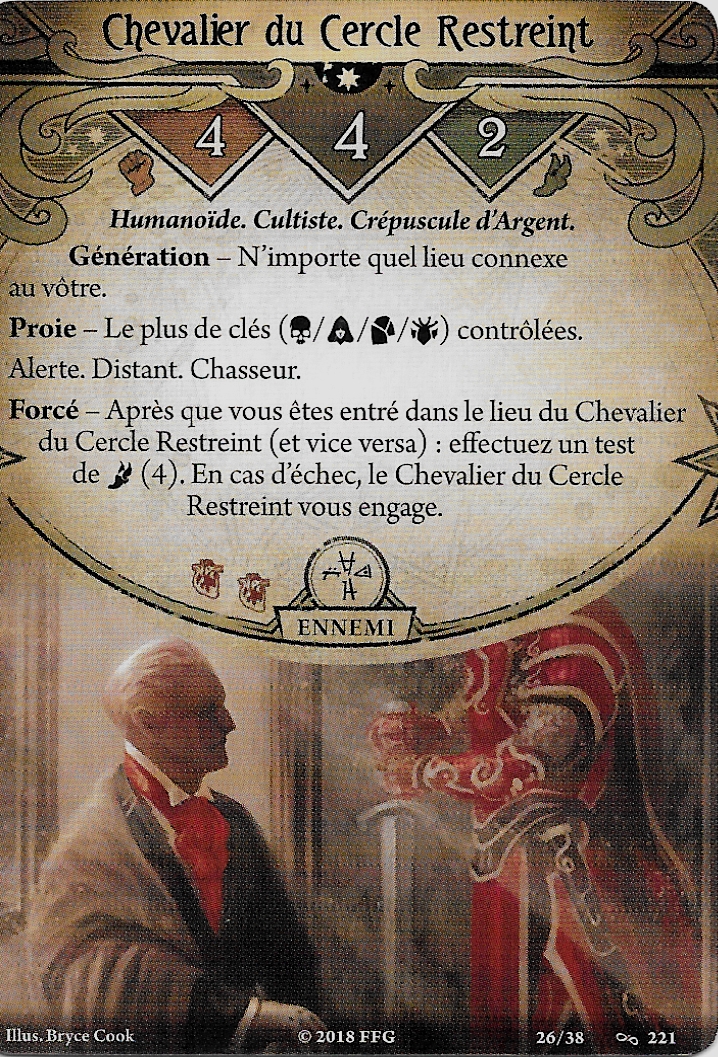 Chevalier du Cercle Restreint
4 4 2
Humanoïde. Cultiste. Crépuscule d'Argent.
Génération – N'importe quel lieu connexe
au vôtre.
Proie – Le plus de clés ( / / / ) contrôlées.
Alerte. Distant. Chasseur.
Forcé – Après que vous êtes entré dans le lieu du Chevalier
du Cercle Restreint (et vice versa) : effectuez un test
de (4). En cas d'échec, le Chevalier du Cercle
Restreint vous engage.
ENNEMI
Illus. Bryce Cook © 2018 FFG 26/38 221